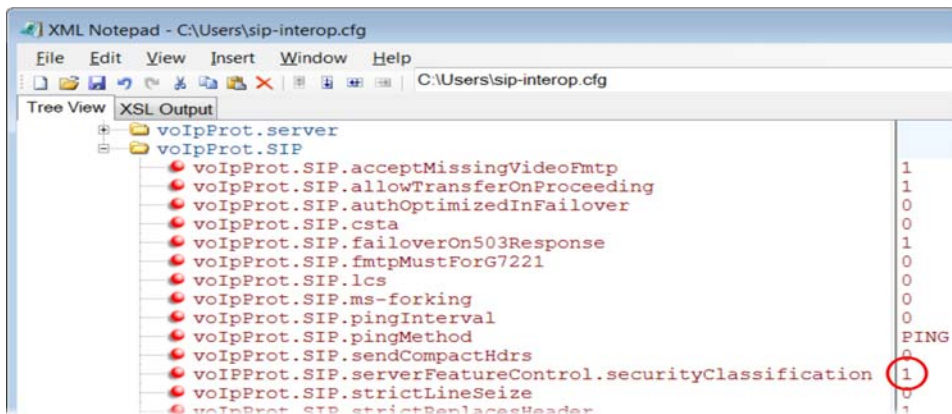 XML Notepad - C:\Users\sip-interop.cfg
File Edit View Insert Window Help
C:\Users\sip-interop.cfg
Tree View XSL Output
voIpProt.server
voIpProt.SIP
voIpProt.SIP.acceptMissingVideoFmtp 1
voIpProt.SIP.allowTransferOnProceeding 1
voIpProt.SIP.authOptimizedInFailover 0
voIpProt.SIP.csta 0
voIpProt.SIP.failoverOn503Response 1
voIpProt.SIP.fmtpMustForG7221 0
voIpProt.SIP.lcs 0
voIpProt.SIP.ms-forking 0
voIpProt.SIP.pingInterval 0
voIpProt.SIP.pingMethod PING
voIpProt.SIP.sendCompactHdrs 0
voIPProt.SIP.serverFeatureControl.securityClassification 1
voIpProt.SIP.strictLineSeize 0
voIpProt.SIP.strictReplacesHeader 1